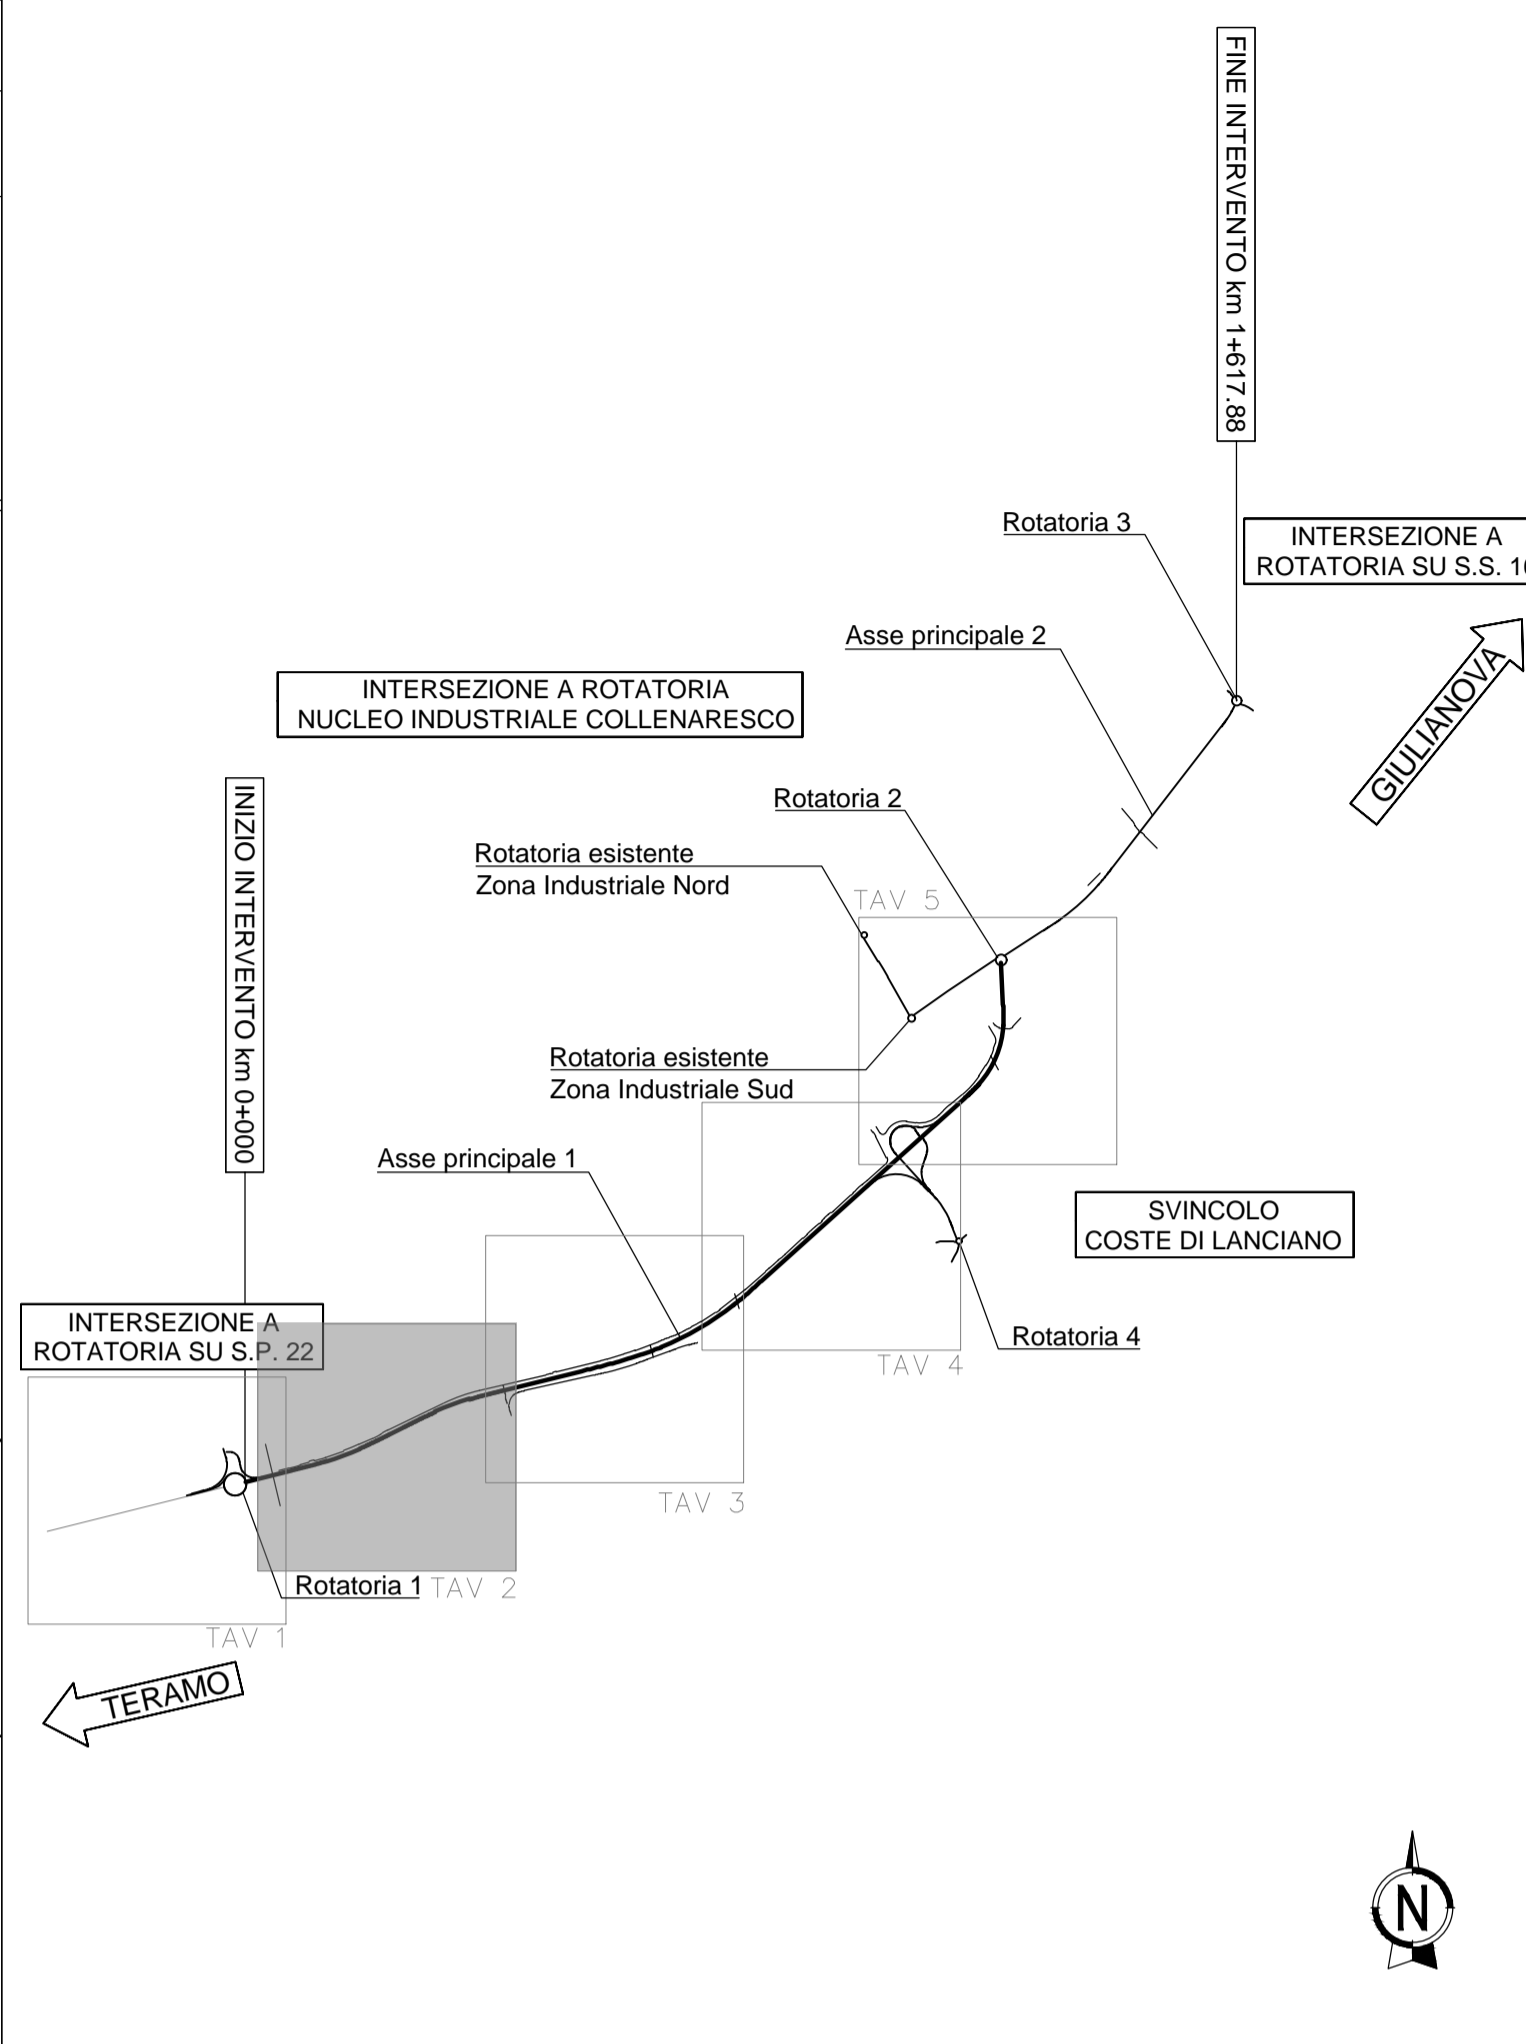 FINE INTERVENTO km 1+617.88
Rotatoria 3
INTERSEZIONE A
ROTATORIA SU S.S.
Asse principale 2
GIULIANOVA
INTERSEZIONE A ROTATORIA
NUCLEO INDUSTRIALE COLLENARESCO
INIZIO INTERVENTO km 0+000
Rotatoria 2
Rotatoria esistente
Zona Industriale Nord
TAV 5
Rotatoria esistente
Zona Industriale Sud
Asse principale 1
SVINCOLO
COSTE DI LANCIANO
INTERSEZIONE A
ROTATORIA SU S.P. 22
Rotatoria 4
TAV 4
TAV 3
Rotatoria 1
TAV 2
TAV 1
TERAMO
N